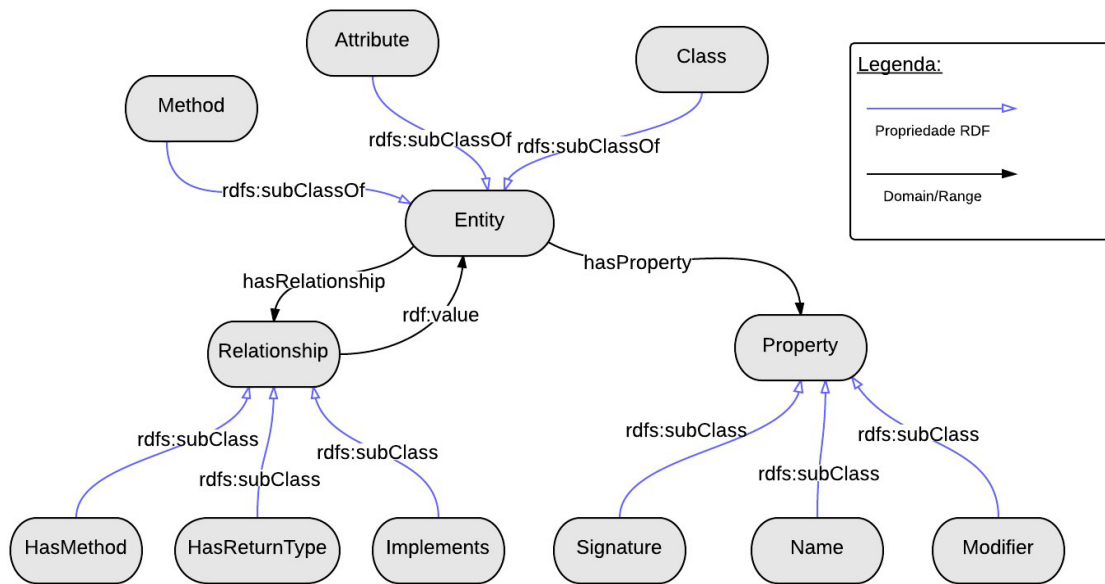 Attribute
Class
Legenda:
Method
Propriedade RDF
rdfs:subClassOf
rdfs:subClassOf
rdfs:subClassOf
Domain/Range
Entity
hasProperty
hasRelationship
rdf:value
Relationship
Property
rdfs:subClass
rdfs:subClass
rdfs:subClass
rdfs:subClass
rdfs:subClass
rdfs:subClass
HasMethod
HasReturnType
Implements
Signature
Name
Modifier